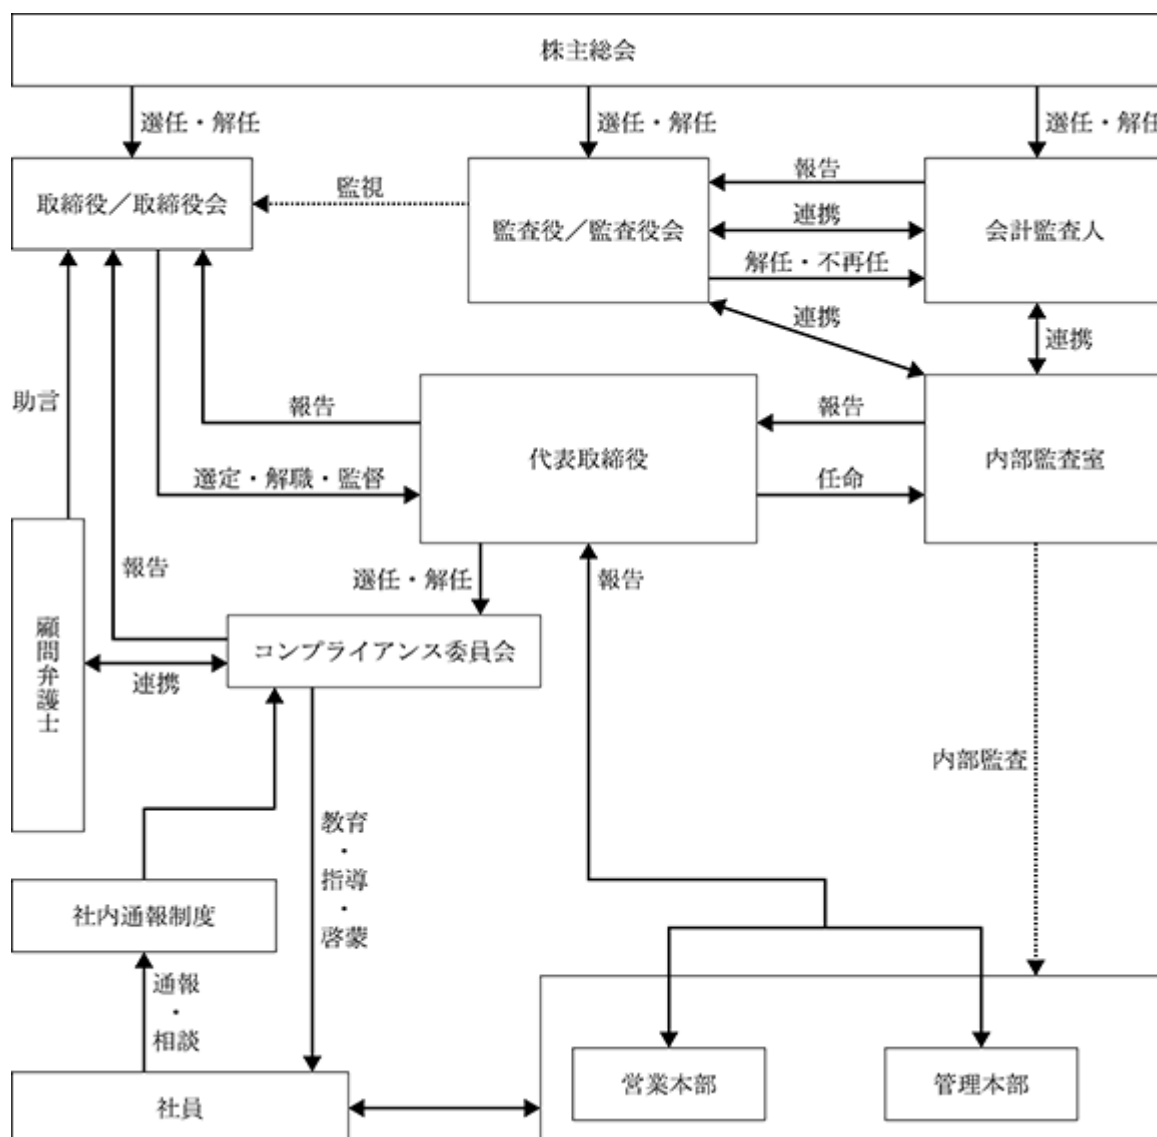 株主総会
選任・解任
選任・解任
選任・解任
取締役／取締役会
監視
監査役／監査役会
報告
連携
解任・不再任
会計監査人
連携
連携
助言
報告
選定・解職・監督
代表取締役
報告
任命
内部監査室
報告
選任・解任
報告
顧問弁護士
連携
コンプライアンス委員会
内部監査
教育
・
指導
・
啓蒙
社内通報制度
通報
・
相談
社員
営業本部
管理本部